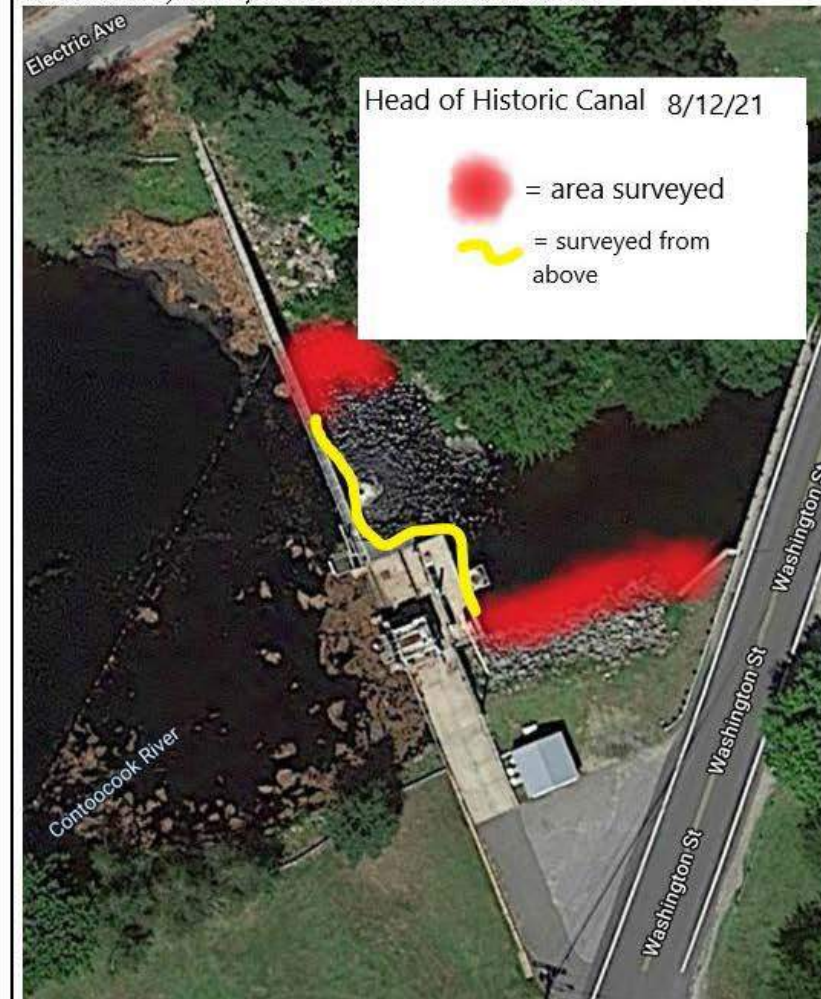 Electric Ave
Head of Historic Canal 8/12/21
= area surveyed
= surveyed from
above
Washington St
Washington St
Washington St
Contoocook River